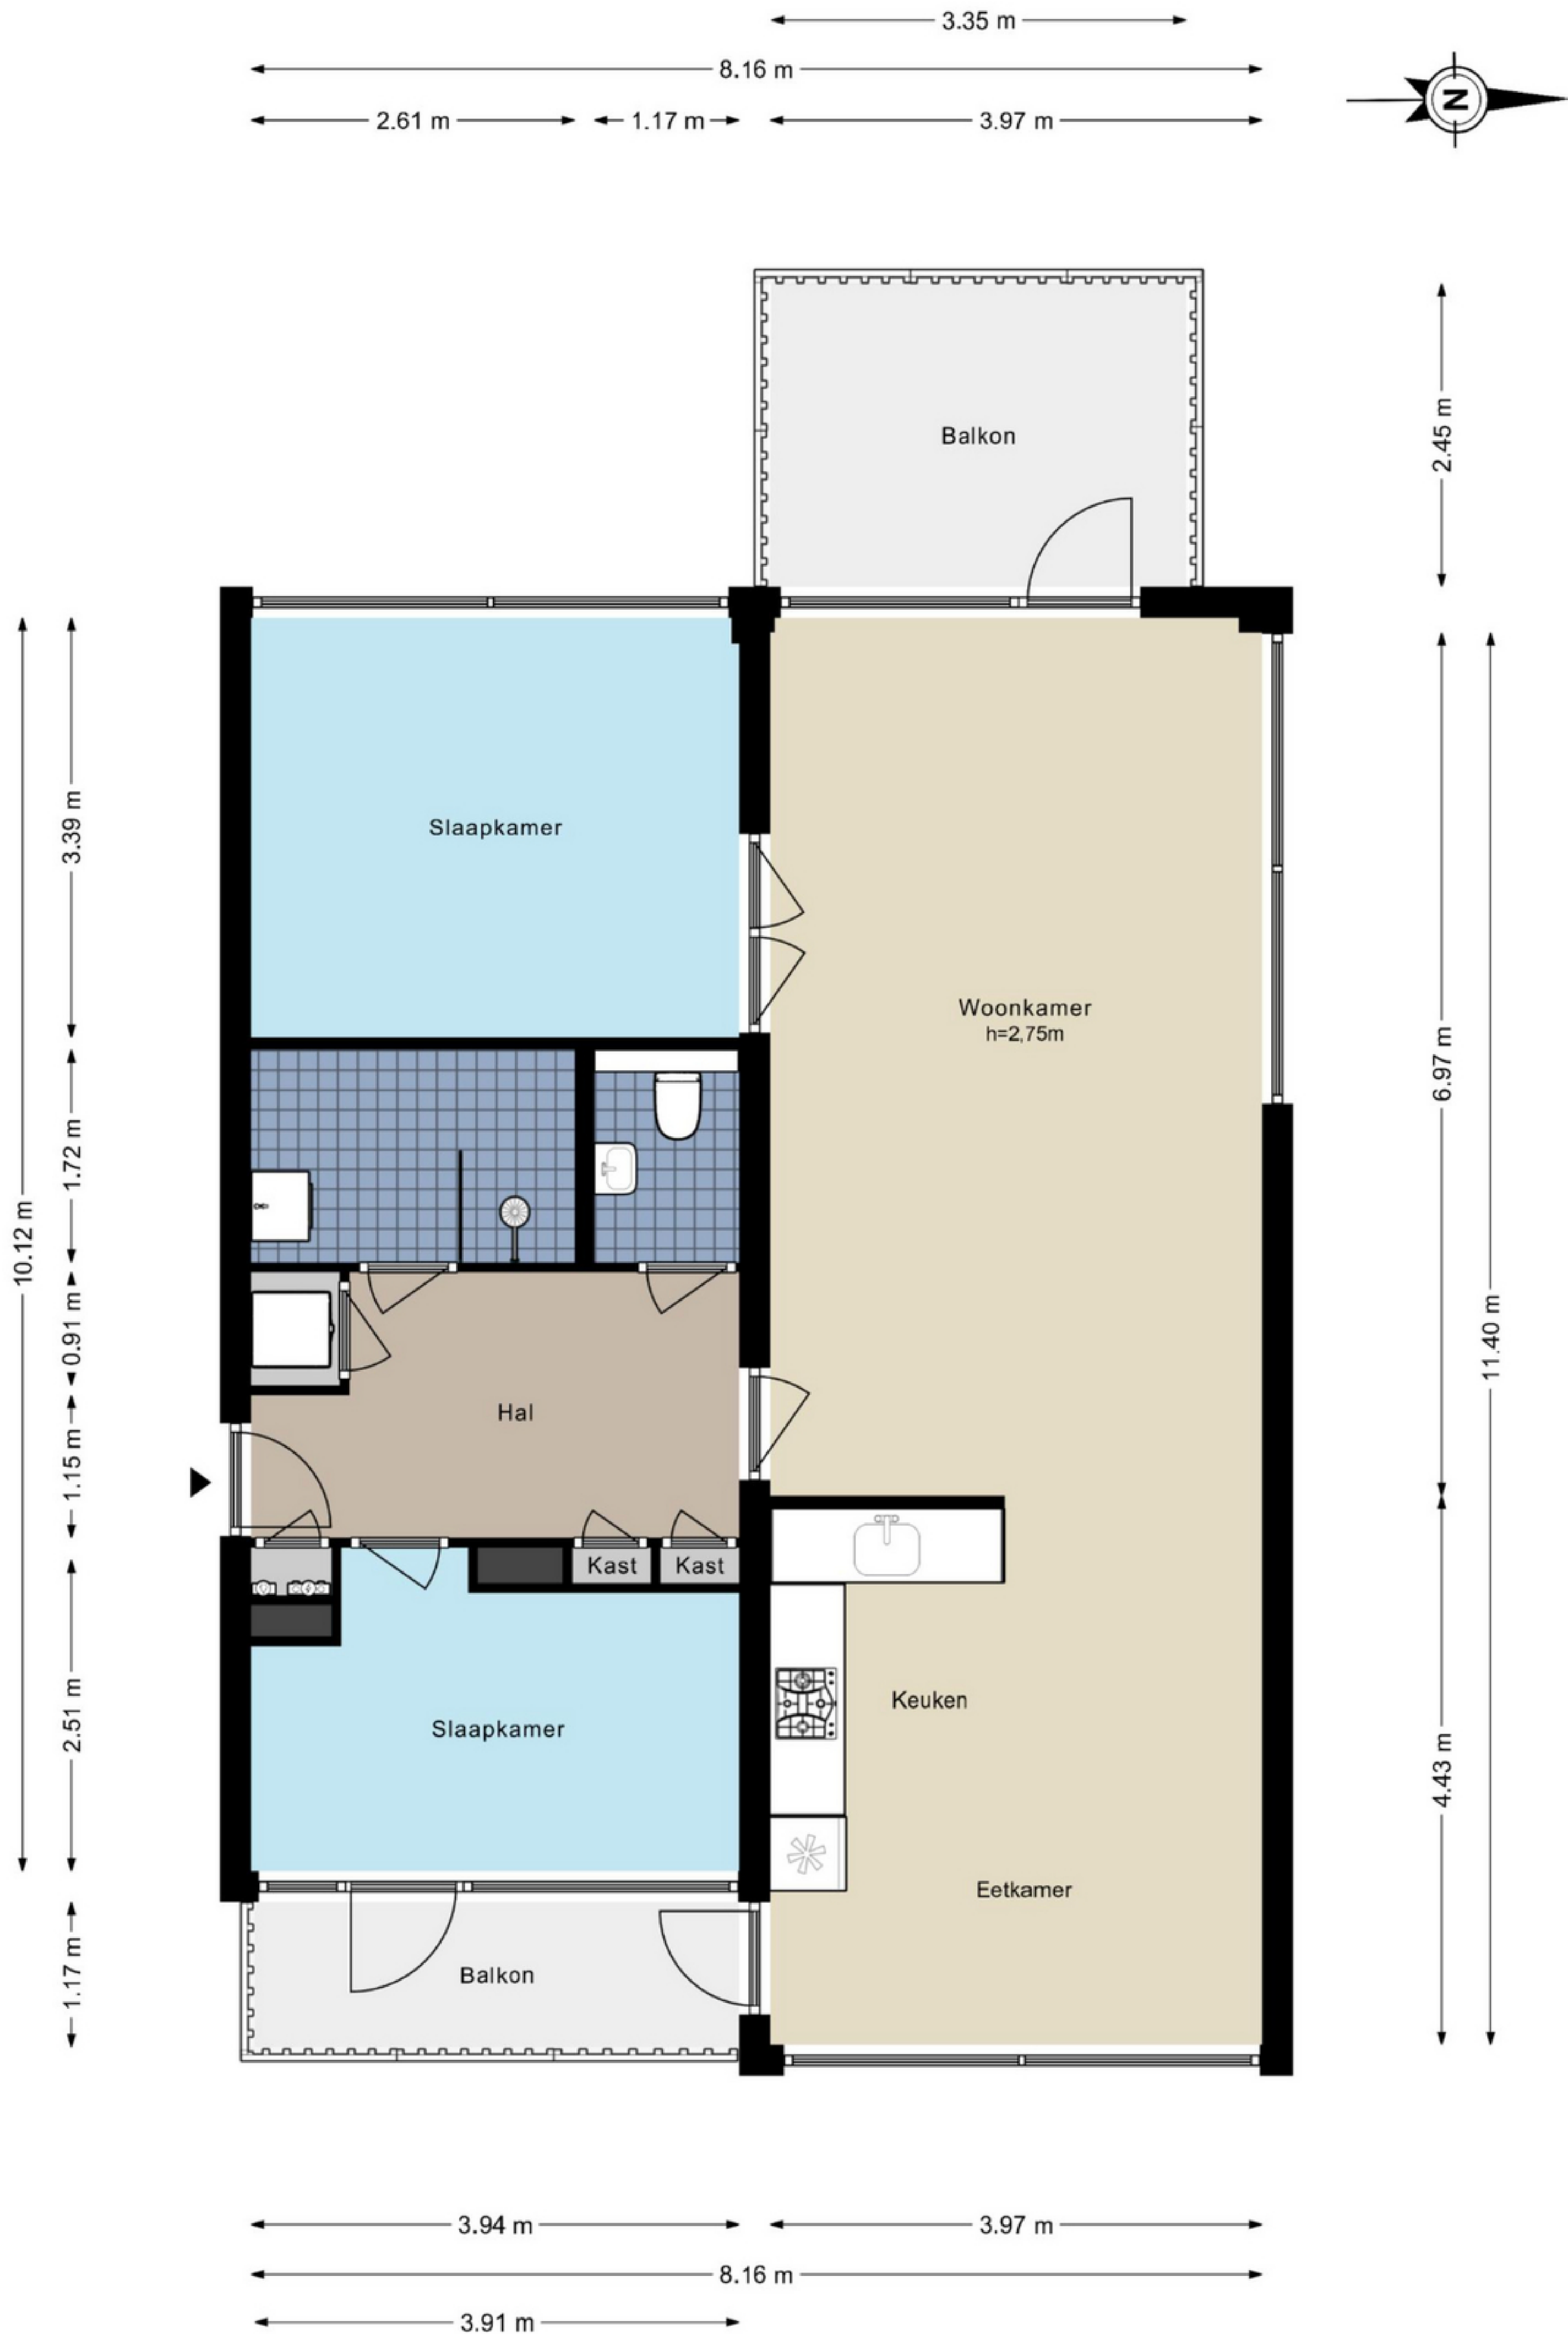 3.35 m
8.16 m
2.61 m
1.17 m
3.97 m
N
Balkon
2.45 m
Slaapkamer
3.39 m
Woonkamer
h=2,75m
6.97 m
1.72 m
10.12 m
0.91 m
11.40 m
Hal
1.15 m
Kast
Kast
Keuken
2.51 m
Slaapkamer
4.43 m
Eetkamer
Balkon
1.17 m
3.94 m
3.97 m
8.16 m
3.91 m